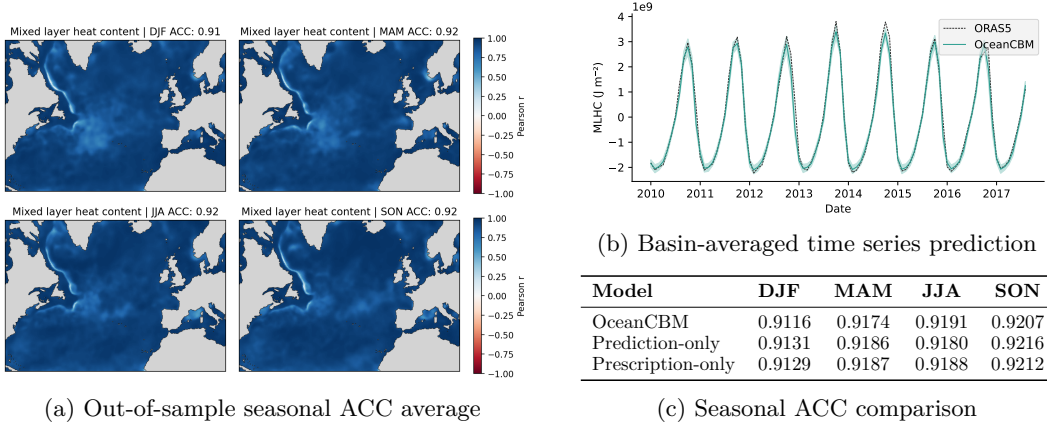 Mixed layer heat content | DJF ACC: 0.91
Mixed layer heat content | MAM ACC: 0.92
1.00
0.75
0.50
0.25
0.00
−0.25
−0.50
−0.75
−1.00
Pearson r
Mixed layer heat content | JJA ACC: 0.92
Mixed layer heat content | SON ACC: 0.92
1.00
0.75
0.50
0.25
0.00
−0.25
−0.50
−0.75
−1.00
Pearson r
(a) Out-of-sample seasonal ACC average
1e9
4
3
2
1
0
−1
−2
MLHC (J m⁻²)
ORAS5
OceanCBM
2010 2011 2012 2013 2014 2015 2016 2017
Date
(b) Basin-averaged time series prediction
Model DJF MAM JJA SON
OceanCBM 0.9116 0.9174 0.9191 0.9207
Prediction-only 0.9131 0.9186 0.9180 0.9216
Prescription-only 0.9129 0.9187 0.9188 0.9212
(c) Seasonal ACC comparison